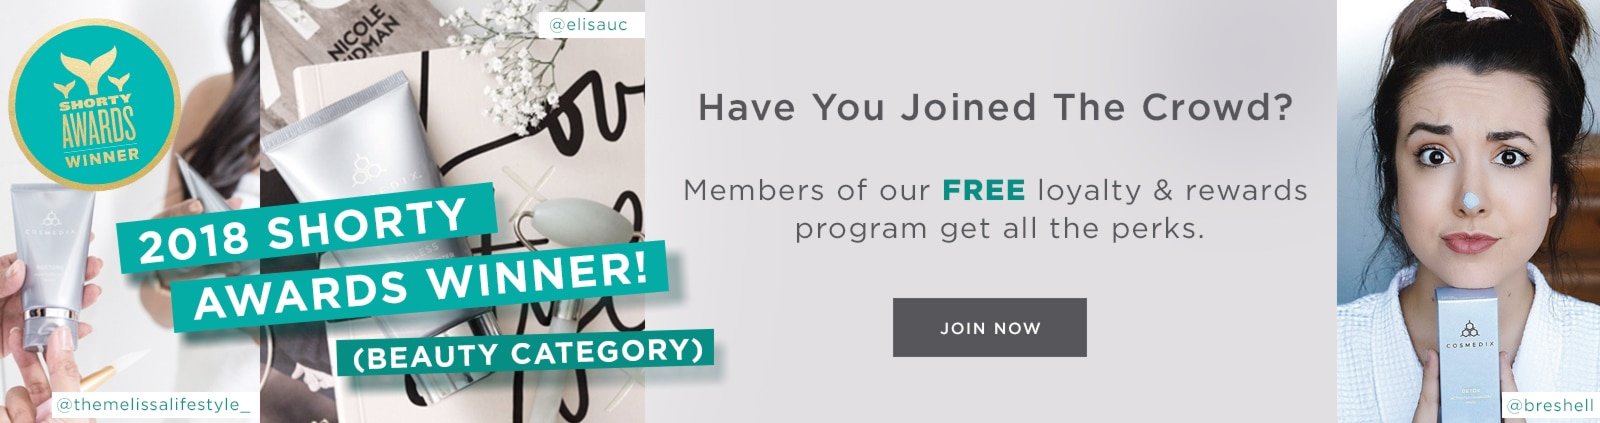 SHORTY
AWARDS
WINNER
COSMEDIX
@themelissalifestyle_
@elisauc
NICOLE
2018 SHORTY
AWARDS WINNER!
(BEAUTY CATEGORY)
Have You Joined The Crowd?
Members of our FREE loyalty & rewards
program get all the perks.
JOIN NOW
COSMEDIX
DETOX
@breshell